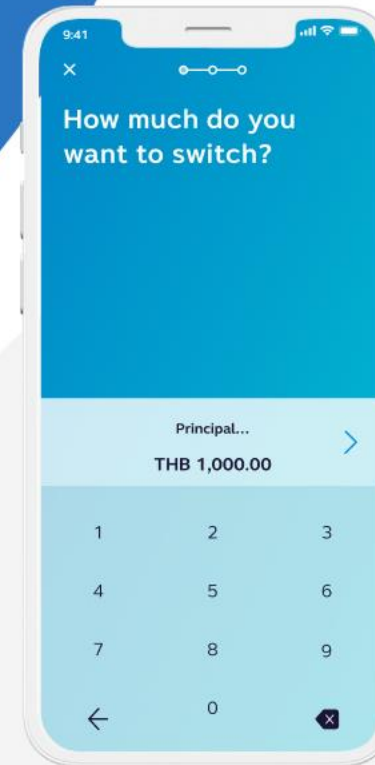 9:41
How much do you
want to switch?
Principal...
THB 1,000.00
1 2 3
4 5 6
7 8 9
0